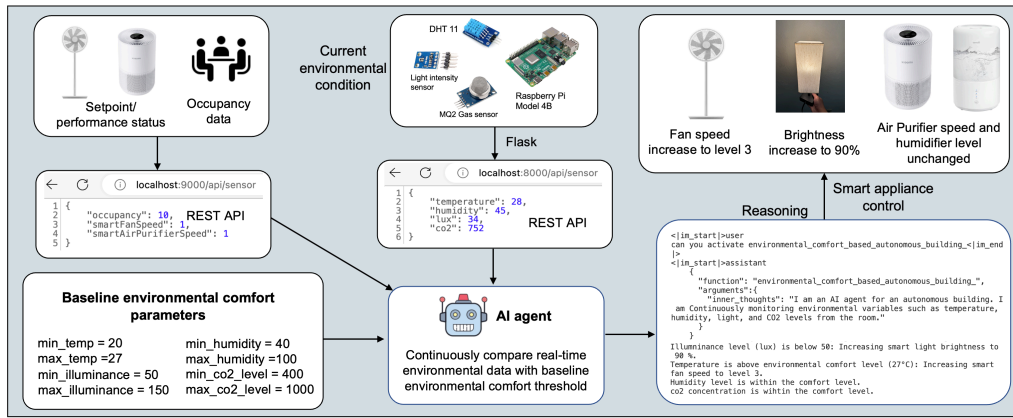 Setpoint/
performance status
Occupancy
data
Current
environmental
condition
DHT 11
Light intensity
sensor
MQ2 Gas sensor
Raspberry Pi
Model 4B
Fan speed
increase to level 3
Brightness
increase to 90%
Air Purifier speed and
humidifier level
unchanged
Flask
localhost:9000/api/sensor
1 {
2 "occupancy": 10,
3 "smartFanSpeed": 1,
4 "smartAirPurifierSpeed": 1
5 }
REST API
localhost:8000/api/sensor
1 {
2 "temperature": 28,
3 "humidity": 45,
4 "lux": 34,
5 "co2": 752
6 }
REST API
Reasoning
Smart appliance
control
Baseline environmental comfort
parameters
min_temp = 20
max_temp =27
min_illuminance = 50
max_illuminance = 150
min_humidity = 40
max_humidity =100
min_co2_level = 400
max_co2_level = 1000
AI agent
Continuously compare real-time
environmental data with baseline
environmental comfort threshold
<|im_start|>user
can you activate environmental_comfort_based_autonomous_building_<|im_end
|>
<|im_start|>assistant
{
"function": "environmental_comfort_based_autonomous_building_",
"arguments":{
"inner_thoughts": "I am an AI agent for an autonomous building. I
am Continuously monitoring environmental variables such as temperature,
humidity, light, and CO2 levels from the room."
}
}
Illumninance level (lux) is below 50: Increasing smart light brightness to
90 %.
Temperature is above environmental comfort level (27°C): Increasing smart
fan speed to level 3.
Humidity level is within the comfort level.
co2 concentration is wihtin the comfort level.